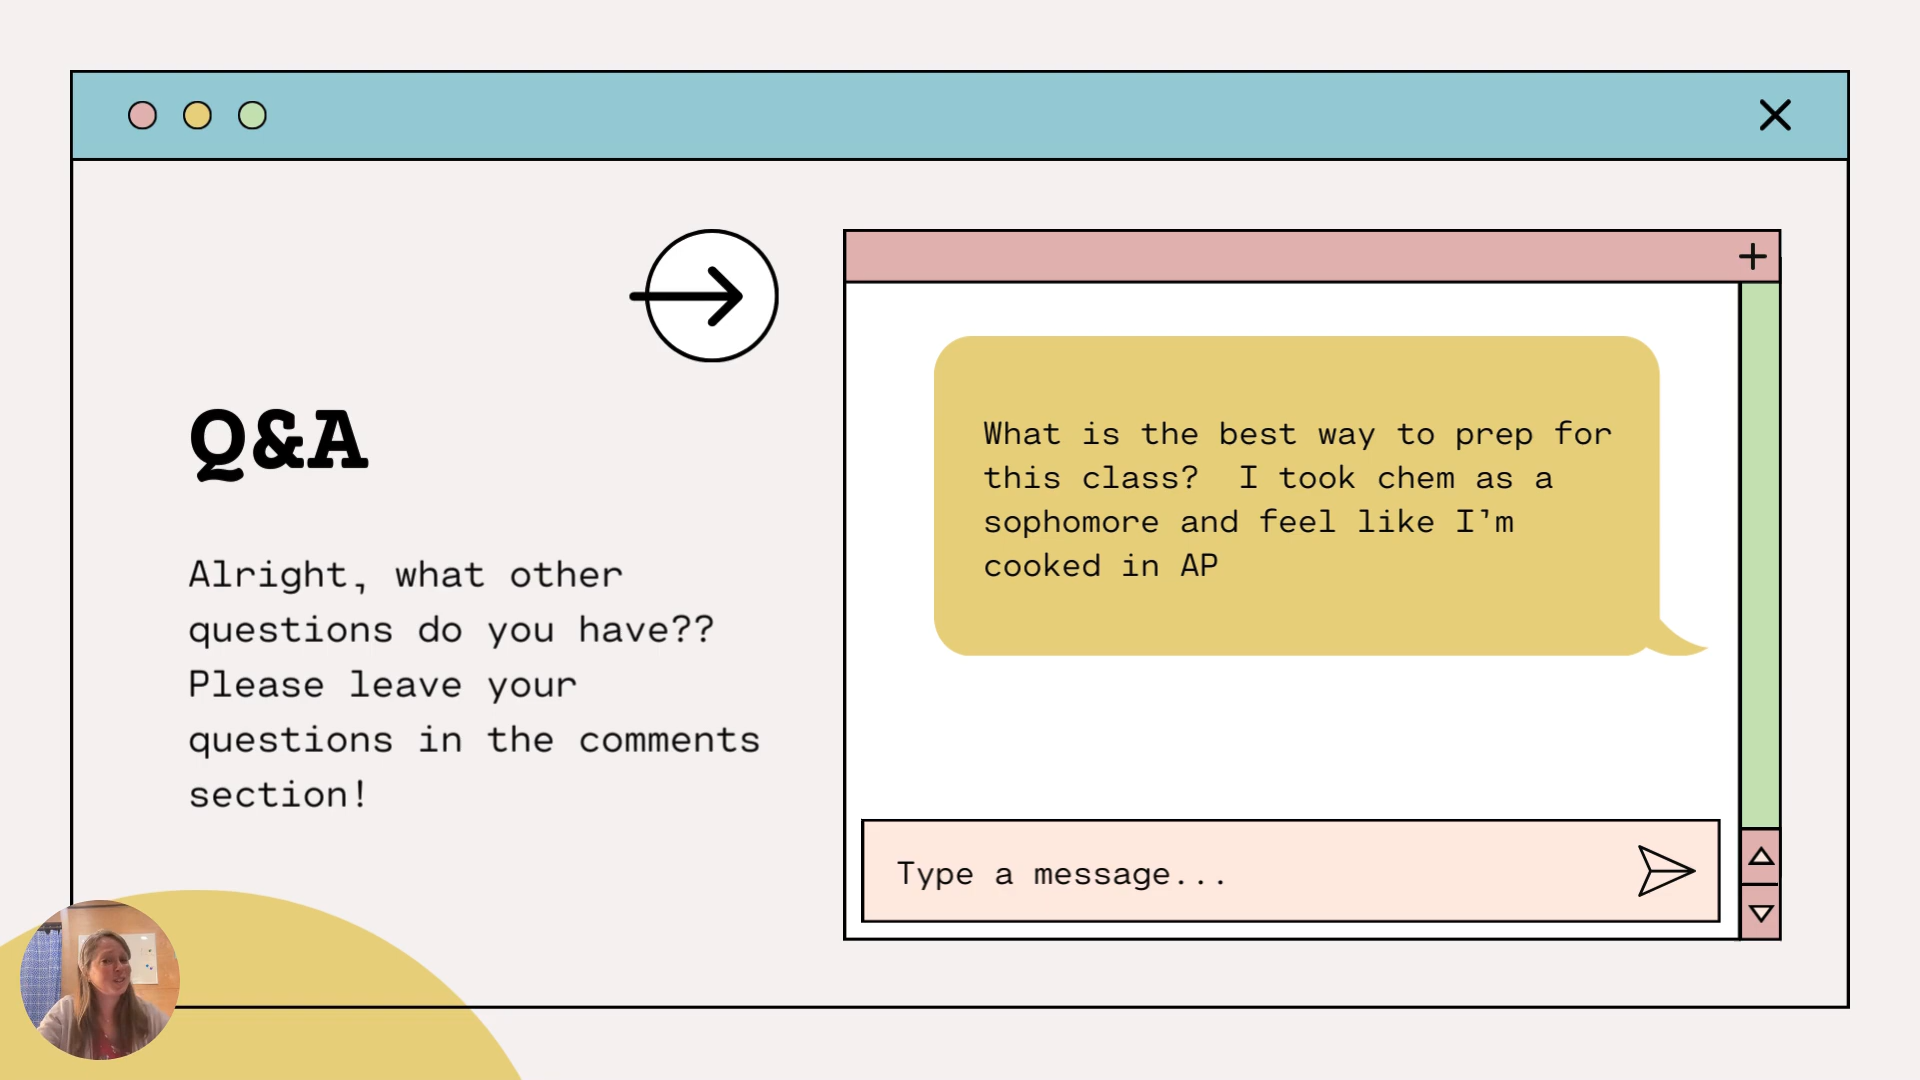 Q&A
Alright, what other
questions do you have??
Please leave your
questions in the comments
section!
What is the best way to prep for
this class?  I took chem as a
sophomore and feel like I'm
cooked in AP
Type a message...